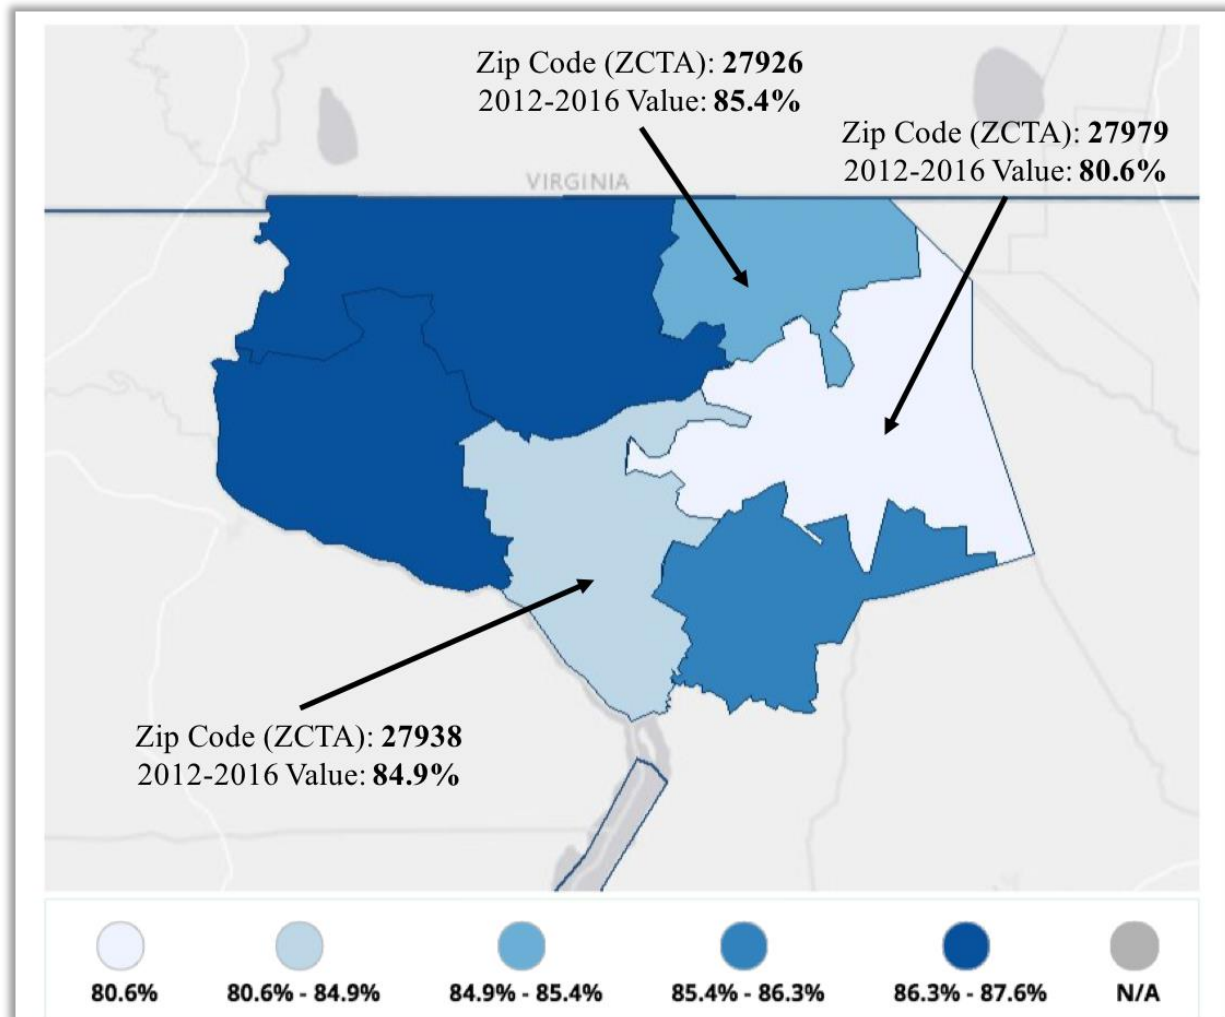 Zip Code (ZCTA): 27926
2012-2016 Value: 85.4%
Zip Code (ZCTA): 27979
2012-2016 Value: 80.6%
VIRGINIA
Zip Code (ZCTA): 27938
2012-2016 Value: 84.9%
80.6%
80.6% - 84.9%
84.9% - 85.4%
85.4% - 86.3%
86.3% - 87.6%
N/A